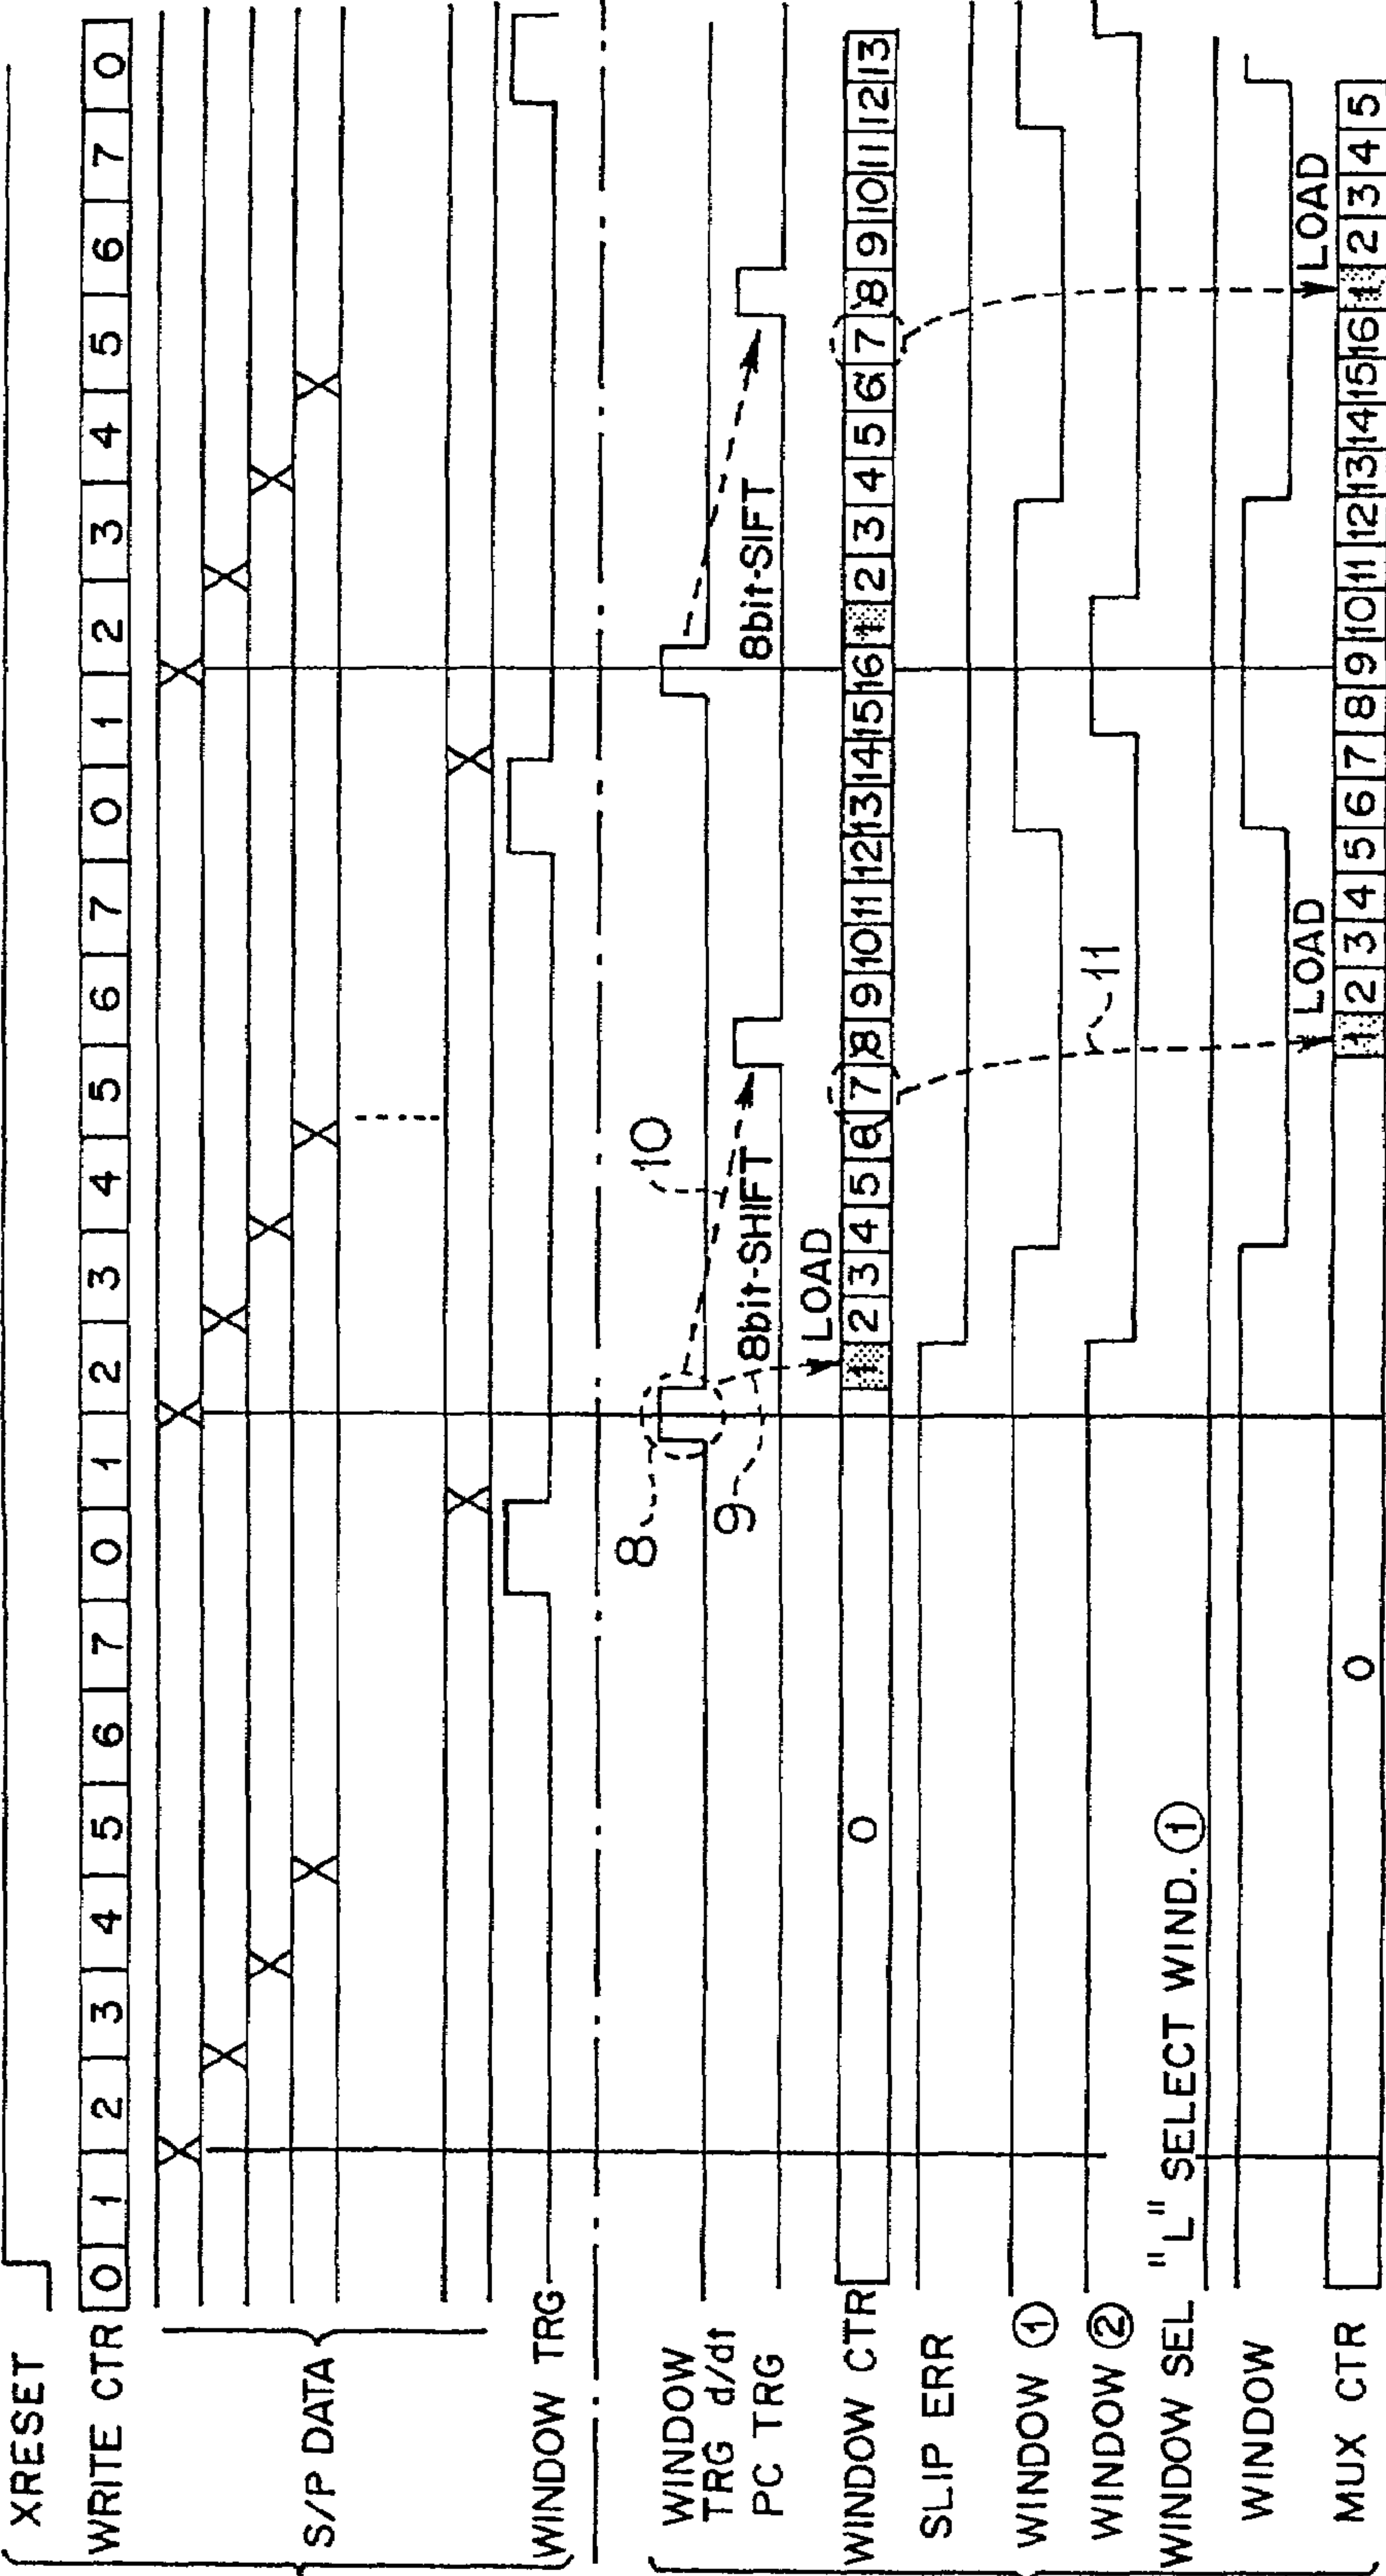 XRESET
WRITE CTR 0 1 2 3 4 5 6 7 0 1 2 3 4 5 6 7 0 1 2 3 4 5 6 7 0
S/P DATA
WINDOW TRG
WINDOW
TRG d/dt
8
10
PC TRG
9
8bit-SHIFT
8bit-SIFT
LOAD
WINDOW CTR 0 1 2 3 4 5 6 7 8 9 10 11 12 13 14 15 16 1 2 3 4 5 6 7 8 9 10 11 12 13
SLIP ERR
WINDOW ①
WINDOW ② 11
WINDOW SEL "L" SELECT WIND. ①
WINDOW
LOAD LOAD
MUX CTR 0 1 2 3 4 5 6 7 8 9 10 11 12 13 14 15 16 1 2 3 4 5